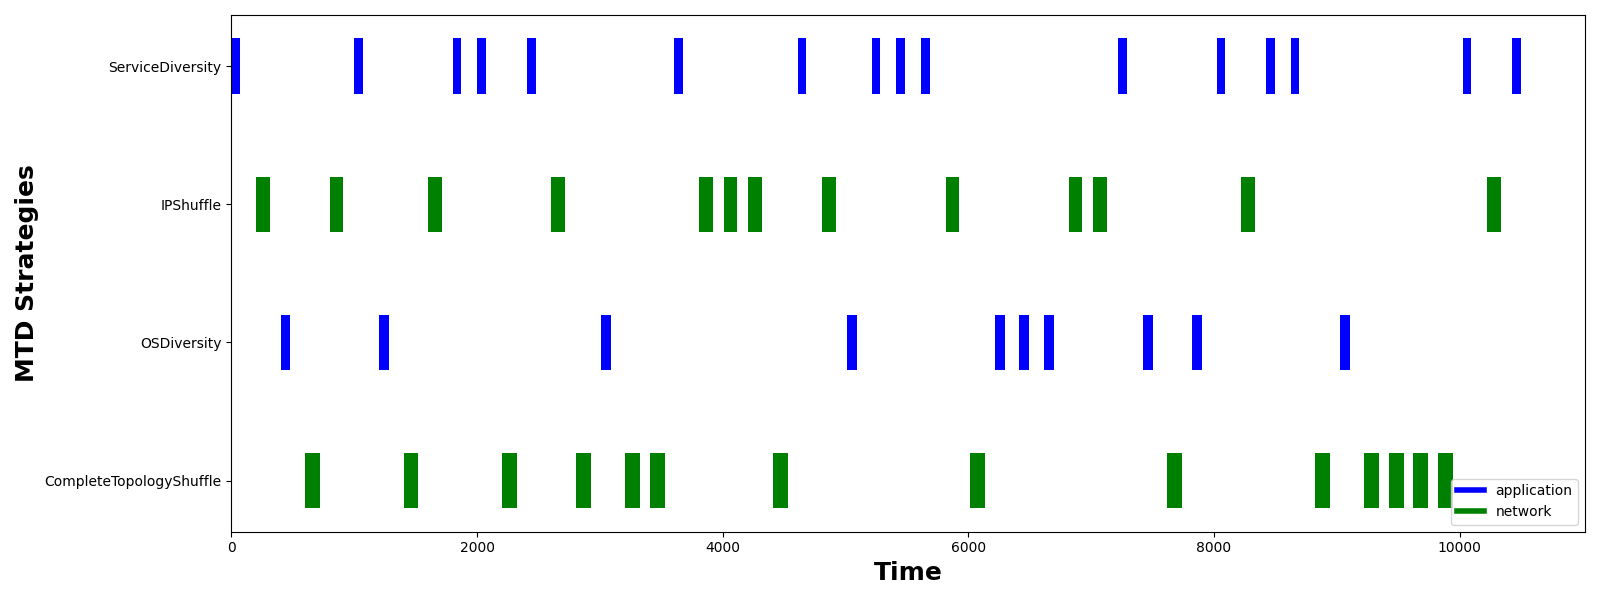 MTD Strategies
ServiceDiversity
IPShuffle
OSDiversity
CompleteTopologyShuffle
application
network
0 2000 4000 6000 8000 10000
Time